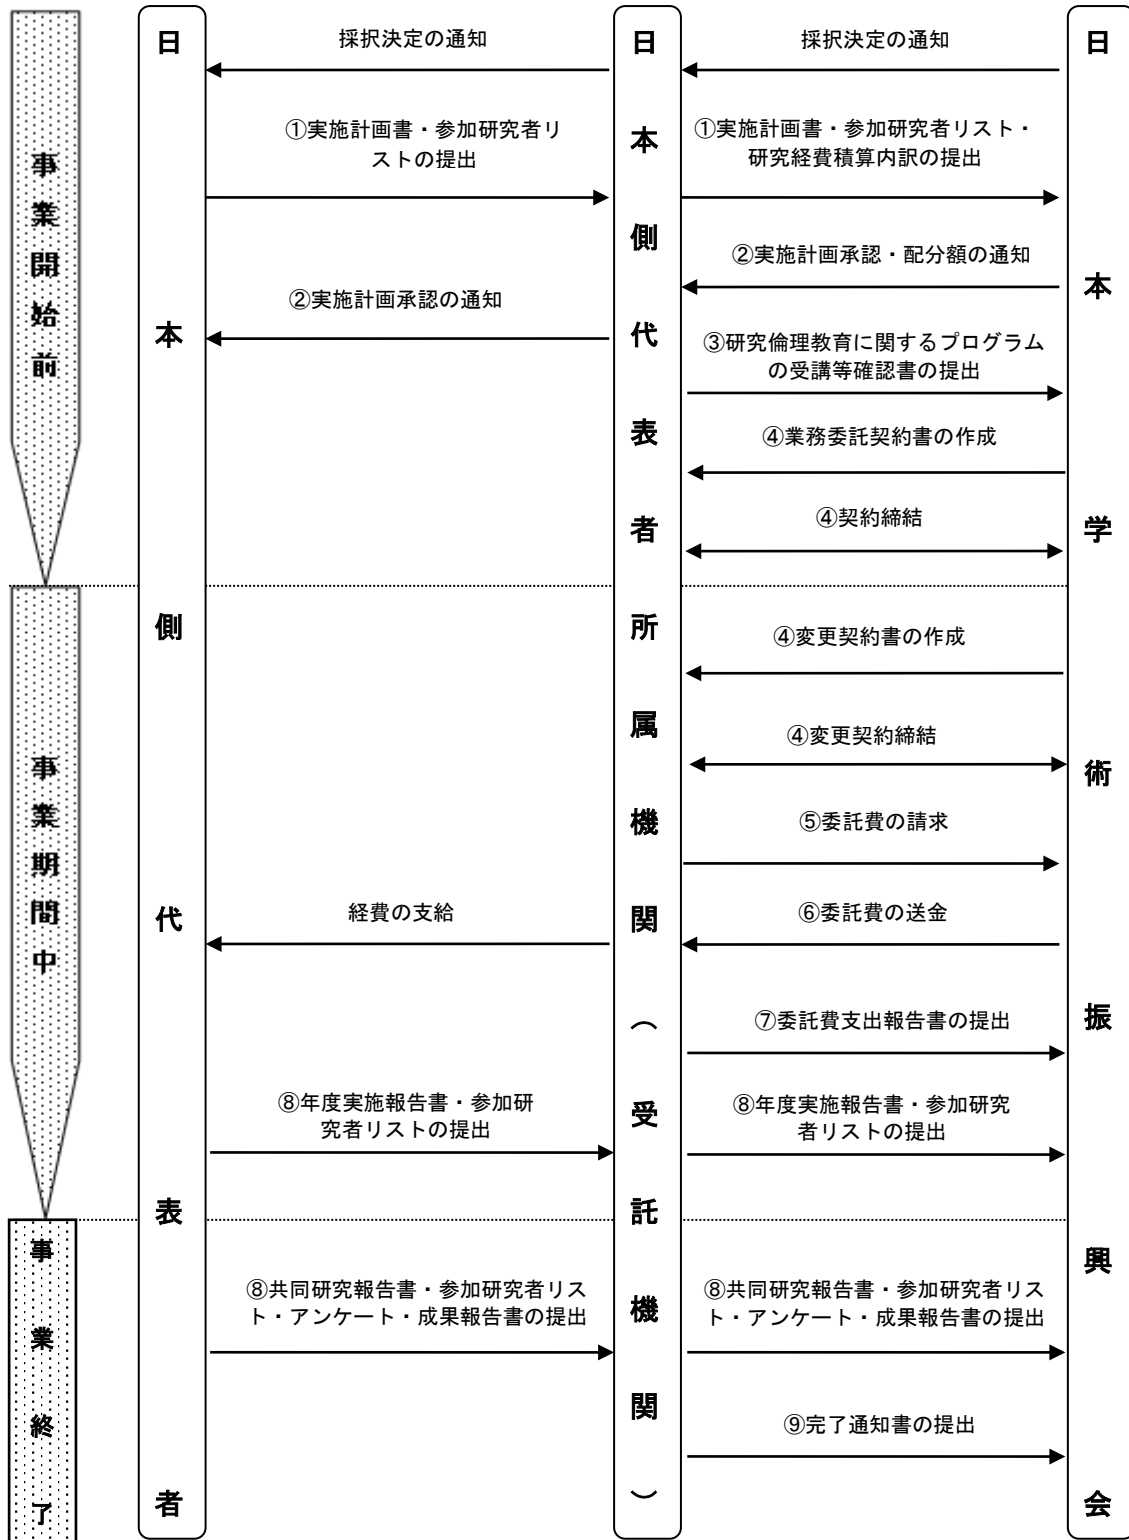 事業開始前
事業期間中
事業終了
日本側代表者
日本側代表者所属機関（受託機関）
日本学術振興会
採択決定の通知
採択決定の通知
①実施計画書・参加研究者リ
ストの提出
①実施計画書・参加研究者リスト・
研究経費積算内訳の提出
②実施計画承認・配分額の通知
②実施計画承認の通知
③研究倫理教育に関するプログラム
の受講等確認書の提出
④業務委託契約書の作成
④契約締結
④変更契約書の作成
④変更契約締結
⑤委託費の請求
経費の支給
⑥委託費の送金
⑦委託費支出報告書の提出
⑧年度実施報告書・参加研
究者リストの提出
⑧年度実施報告書・参加研究
者リストの提出
⑧共同研究報告書・参加研究者リス
ト・アンケート・成果報告書の提出
⑧共同研究報告書・参加研究者リス
ト・アンケート・成果報告書の提出
⑨完了通知書の提出